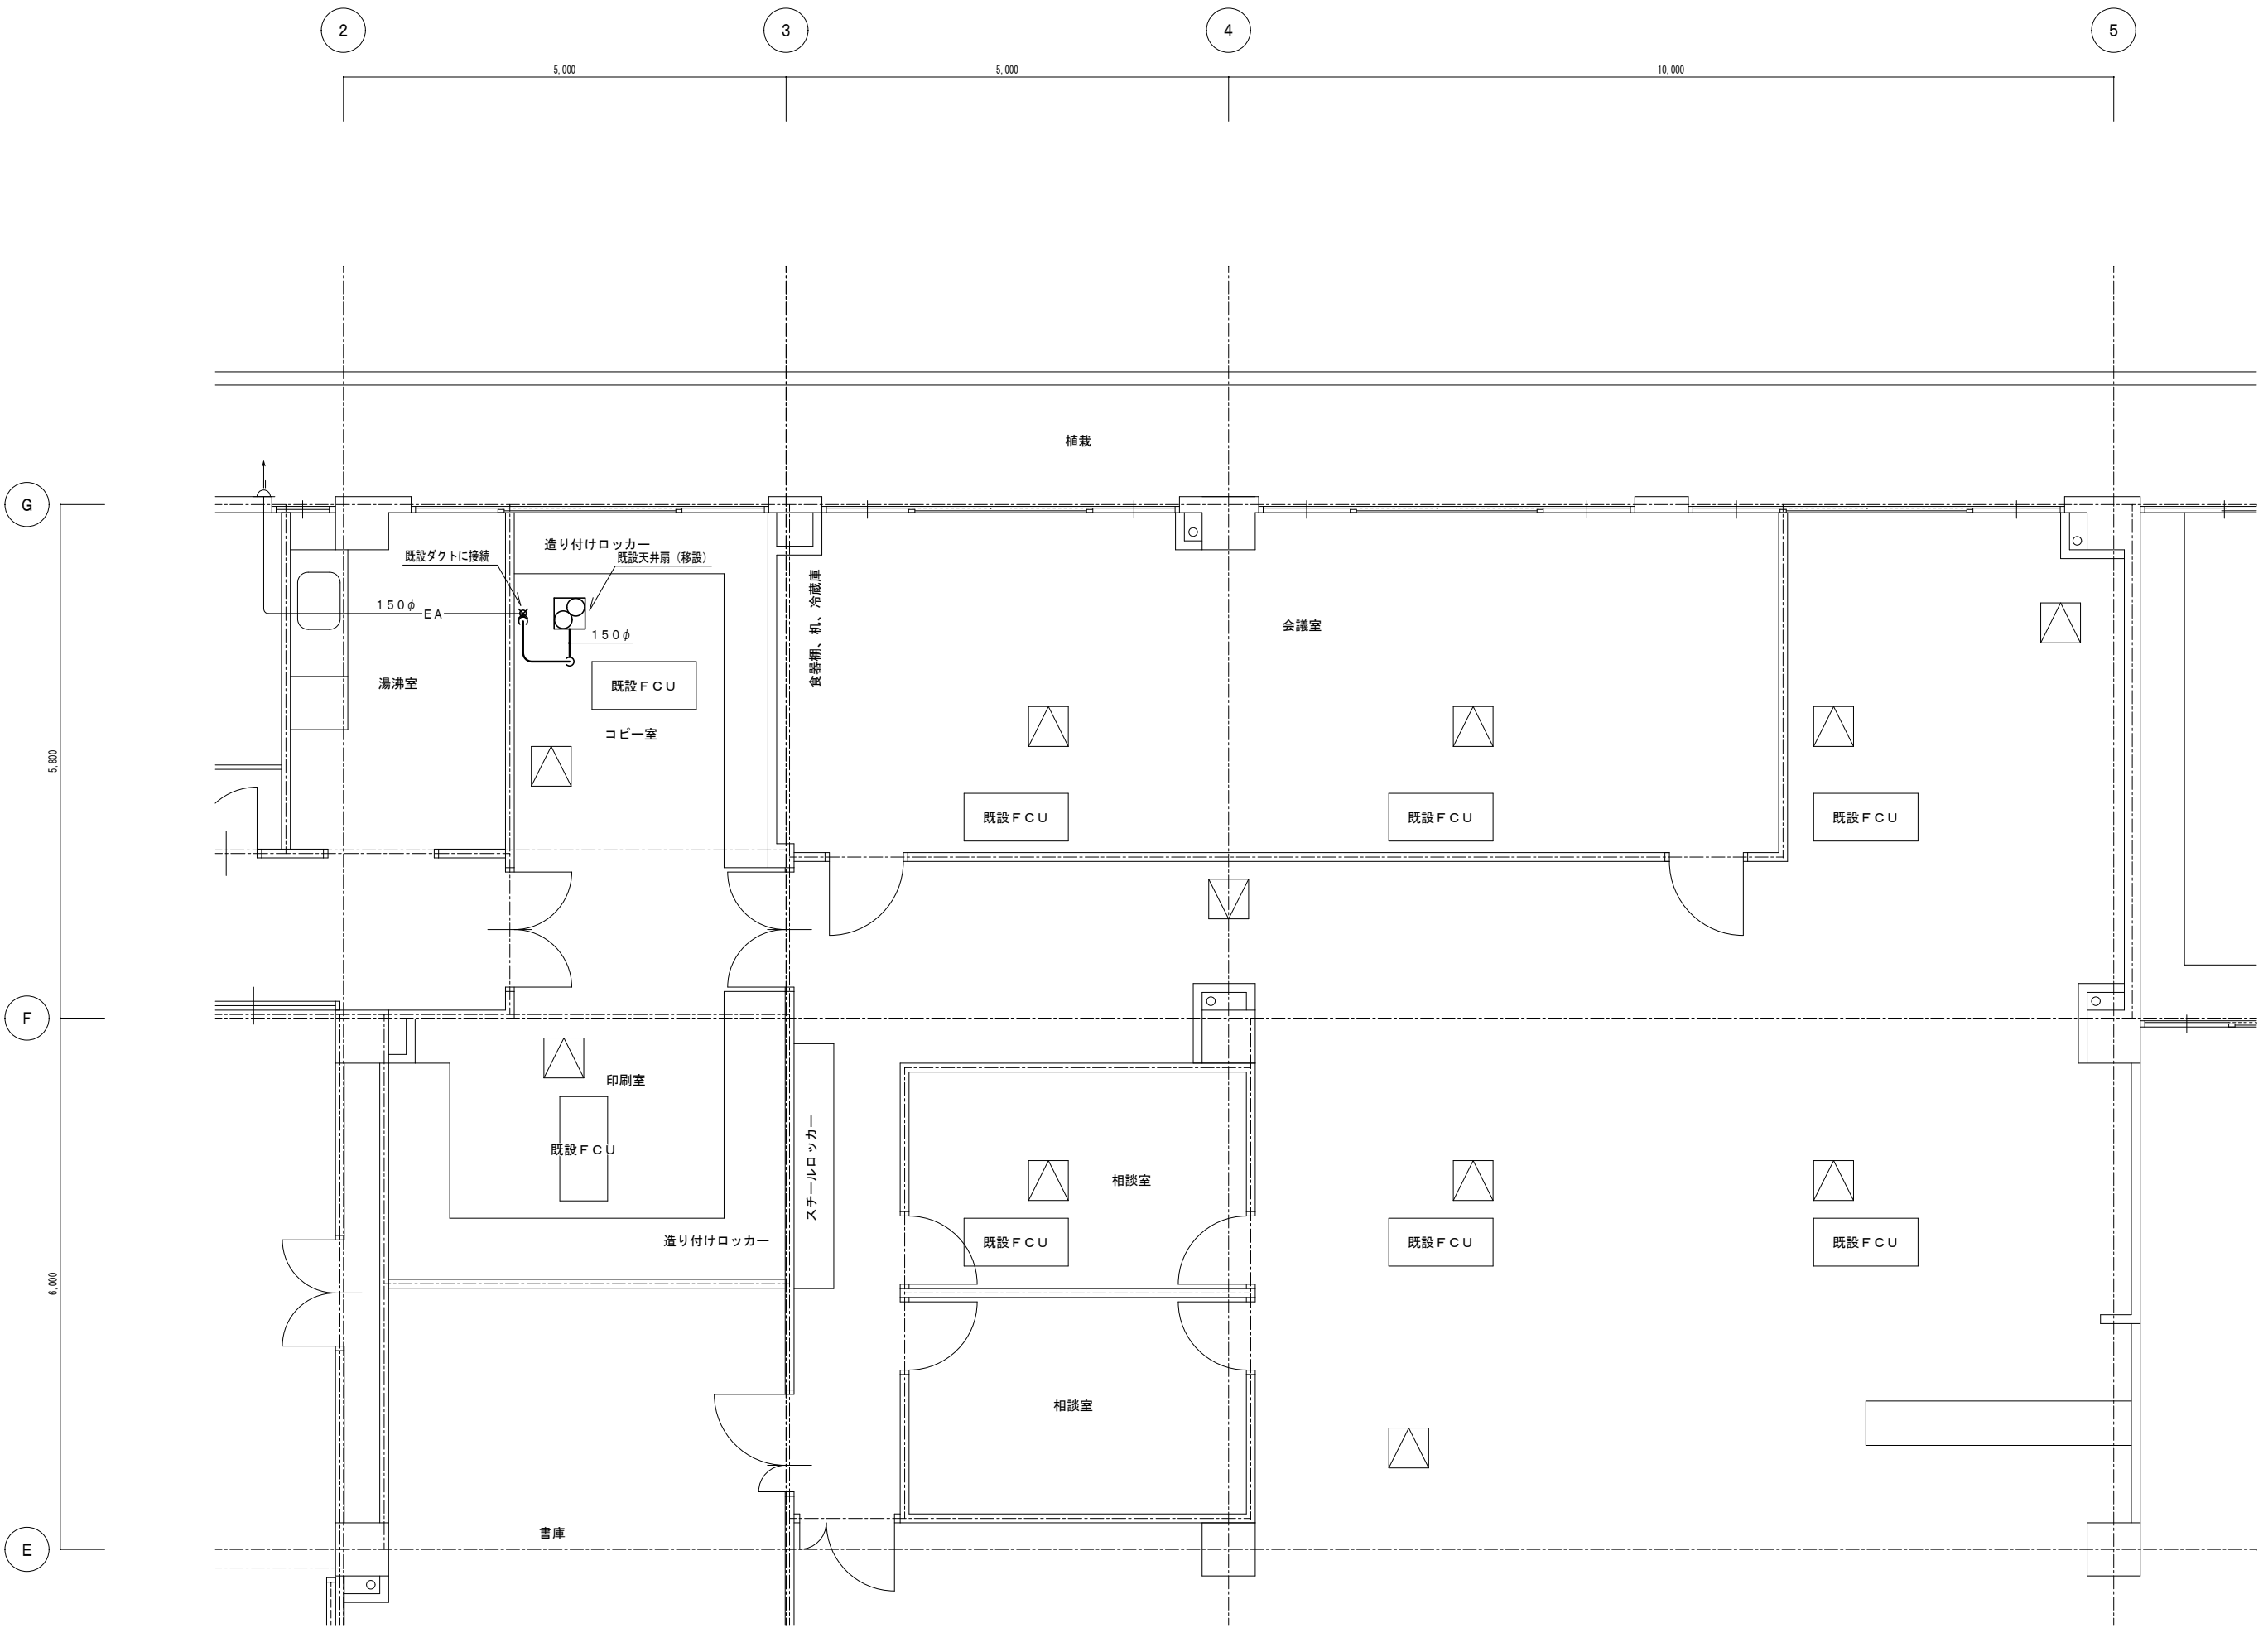 2
3
4
5
5,000
5,000
10,000
植栽
G
造り付けロッカー
既設ダクトに接続
既設天井扇（移設）
150φ
EA
150φ
食器棚、机、冷蔵庫
会議室
湯沸室
既設FCU
コピー室
5,800
既設FCU
既設FCU
既設FCU
F
印刷室
既設FCU
スチールロッカー
相談室
造り付けロッカー
既設FCU
既設FCU
既設FCU
6,000
相談室
書庫
E